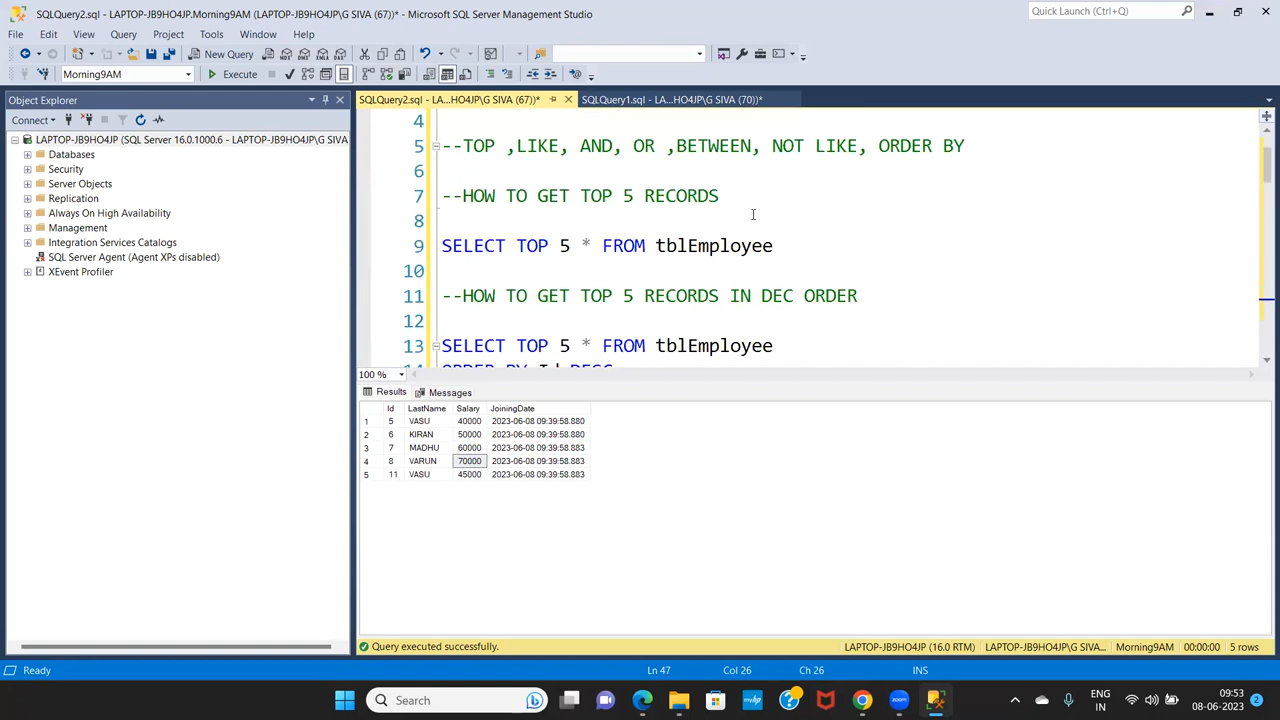 SQLQuery2.sql - LAPTOP-JB9HO4JP.Morning9AM (LAPTOP-JB9HO4JP\G SIVA (67))* - Microsoft SQL Server Management Studio
Quick Launch (Ctrl+Q)
File Edit View Query Project Tools Window Help
New Query
Morning9AM
Execute
Object Explorer
SQLQuery2.sql - LA...HO4JP\G SIVA (67))*
SQLQuery1.sql - LA...HO4JP\G SIVA (70))*
Connect
LAPTOP-JB9HO4JP (SQL Server 16.0.1000.6 - LAPTOP-JB9HO4JP\G SIVA
Databases
Security
Server Objects
Replication
Always On High Availability
Management
Integration Services Catalogs
SQL Server Agent (Agent XPs disabled)
XEvent Profiler
4
5 --TOP ,LIKE, AND, OR ,BETWEEN, NOT LIKE, ORDER BY
6
7 --HOW TO GET TOP 5 RECORDS
8
9 SELECT TOP 5 * FROM tblEmployee
10
11 --HOW TO GET TOP 5 RECORDS IN DEC ORDER
12
13 SELECT TOP 5 * FROM tblEmployee
14 ORDER BY Id DESC
100 %
Results Messages
Id LastName Salary JoiningDate
1 5 VASU 40000 2023-06-08 09:39:58.880
2 6 KIRAN 50000 2023-06-08 09:39:58.880
3 7 MADHU 60000 2023-06-08 09:39:58.883
4 8 VARUN 70000 2023-06-08 09:39:58.883
5 11 VASU 45000 2023-06-08 09:39:58.883
Query executed successfully.
LAPTOP-JB9HO4JP (16.0 RTM) LAPTOP-JB9HO4JP\G SIVA... Morning9AM 00:00:00 5 rows
Ready
Ln 47 Col 26 Ch 26 INS
Search
ENG
IN
09:53
08-06-2023
2